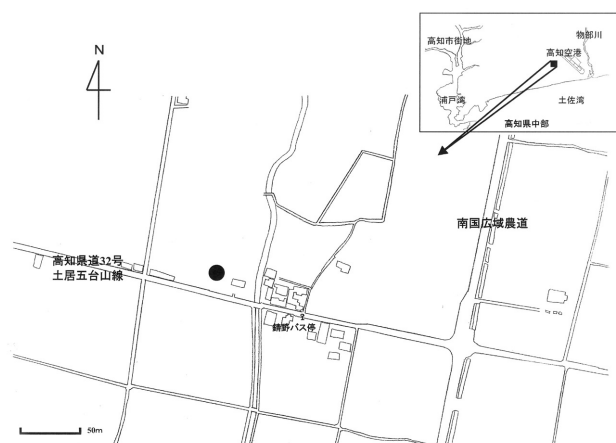 N
高知市街地
物部川
高知空港
浦戸湾
土佐湾
高知県中部
南国広域農道
高知県道32号
土居五台山線
鋳野バス停
50m